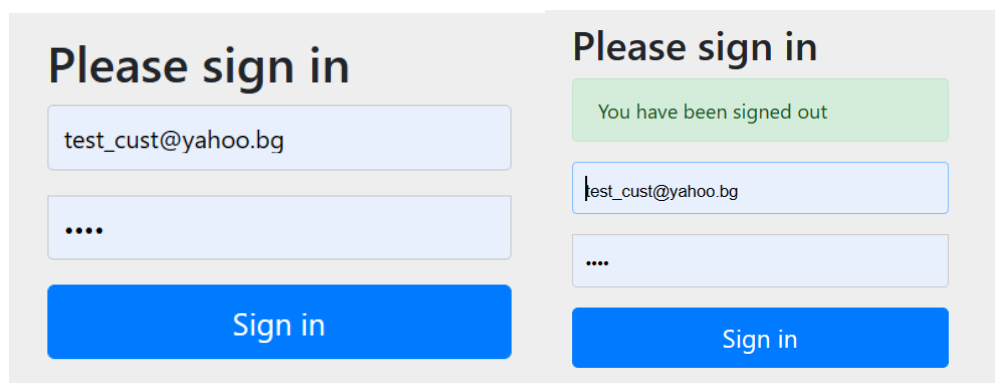 Please sign in
test_cust@yahoo.bg
••••
Sign in
Please sign in
You have been signed out
test_cust@yahoo.bg
••••
Sign in